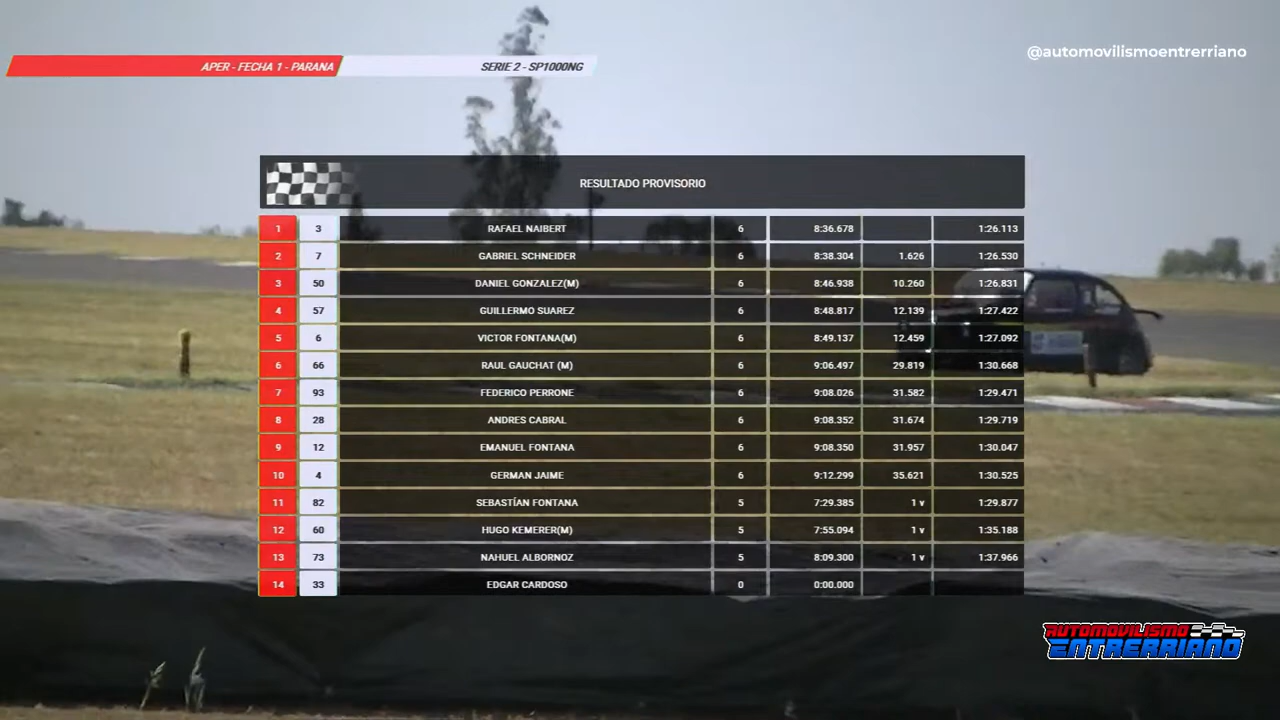 @automovilismoentrerriano
APER - FECHA 1 - PARANA SERIE 2 - SP1000NG
RESULTADO PROVISORIO
1 3 RAFAEL NAIBERT 6 8:36.678 1:26.113
2 7 GABRIEL SCHNEIDER 6 8:38.304 1.626 1:26.530
3 50 DANIEL GONZALEZ(M) 6 8:46.938 10.260 1:26.831
4 57 GUILLERMO SUAREZ 6 8:48.817 12.139 1:27.422
5 6 VICTOR FONTANA(M) 6 8:49.137 12.459 1:27.092
6 66 RAUL GAUCHAT (M) 6 9:06.497 29.819 1:30.668
7 93 FEDERICO PERRONE 6 9:08.026 31.582 1:29.471
8 28 ANDRES CABRAL 6 9:08.352 31.674 1:29.719
9 12 EMANUEL FONTANA 6 9:08.350 31.957 1:30.047
10 4 GERMAN JAIME 6 9:12.299 35.621 1:30.525
11 82 SEBASTÍAN FONTANA 5 7:29.385 1 v 1:29.877
12 60 HUGO KEMERER(M) 5 7:55.094 1 v 1:35.188
13 73 NAHUEL ALBORNOZ 5 8:09.300 1 v 1:37.966
14 33 EDGAR CARDOSO 0 0:00.000
AUTOMOVILISMO
ENTRERRIANO